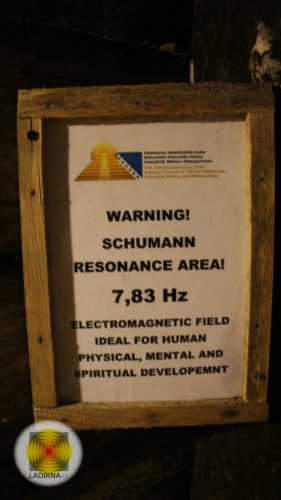 WARNING!
SCHUMANN
RESONANCE AREA!
7,83 Hz
ELECTROMAGNETIC FIELD
IDEAL FOR HUMAN
PHYSICAL, MENTAL AND
SPIRITUAL DEVELOPEMNT
LADIRNA